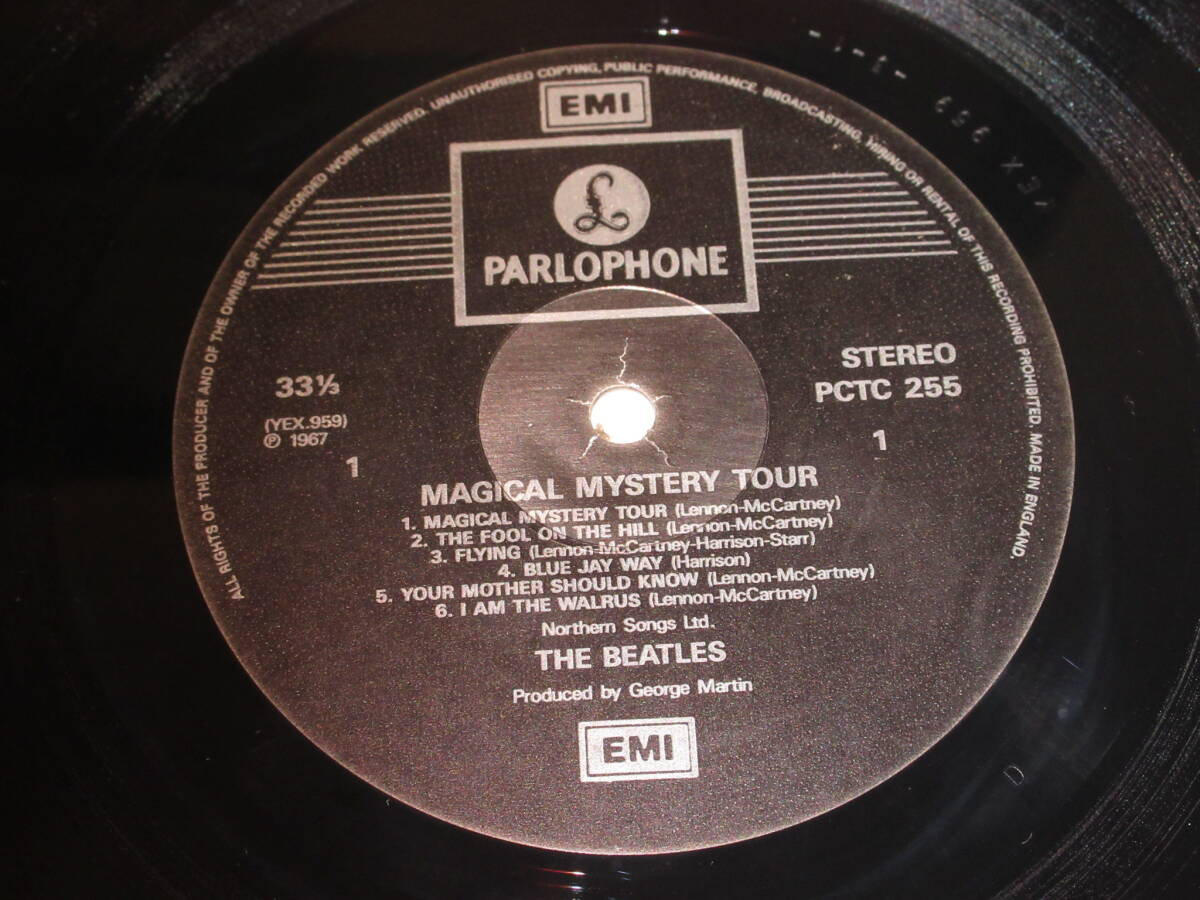 ALL RIGHTS OF THE PRODUCER AND OF THE OWNER OF THE RECORDED WORK RESERVED. UNAUTHORISED COPYING, PUBLIC PERFORMANCE, BROADCASTING, HIRING OR RENTAL OF THIS RECORDING PROHIBITED. MADE IN ENGLAND.
EMI
£
PARLOPHONE
33⅓
STEREO
PCTC 255
(YEX.959)
℗ 1967
1
1
MAGICAL MYSTERY TOUR
1. MAGICAL MYSTERY TOUR (Lennon-McCartney)
2. THE FOOL ON THE HILL (Lennon-McCartney)
3. FLYING (Lennon-McCartney-Harrison-Starr)
4. BLUE JAY WAY (Harrison)
5. YOUR MOTHER SHOULD KNOW (Lennon-McCartney)
6. I AM THE WALRUS (Lennon-McCartney)
Northern Songs Ltd.
THE BEATLES
Produced by George Martin
EMI
D